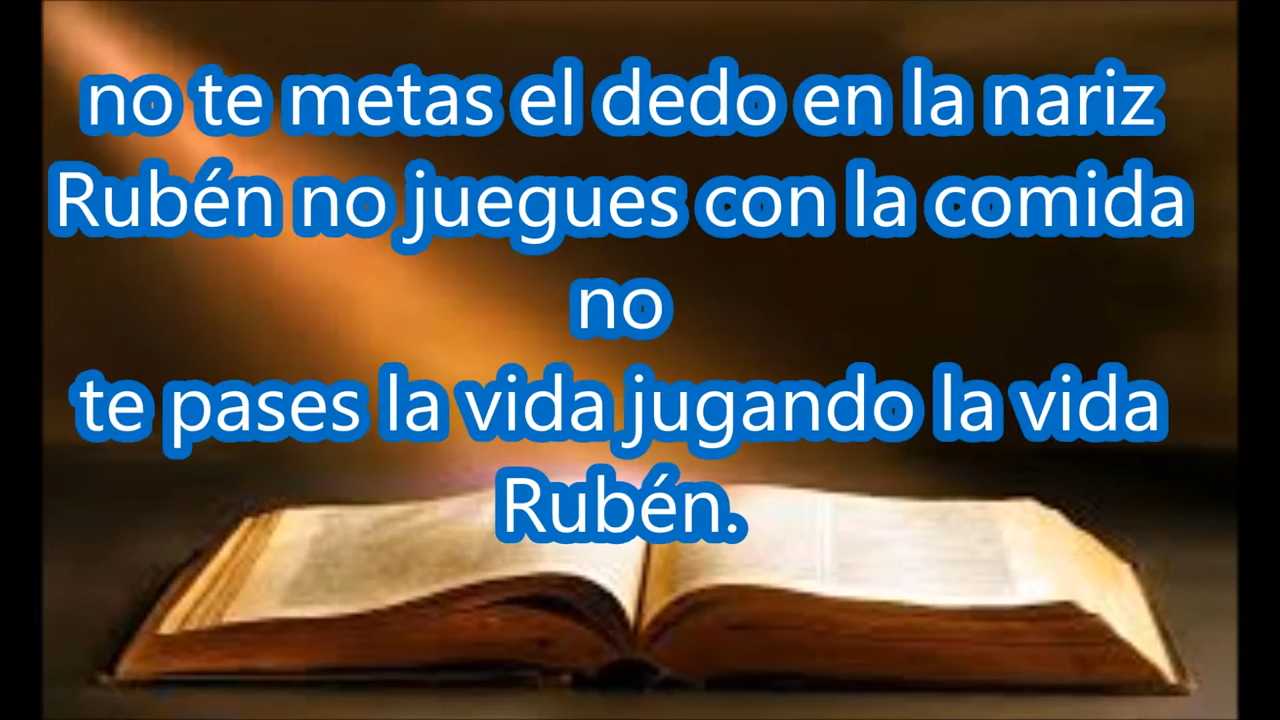 no te metas el dedo en la nariz
Rubén no juegues con la comida
no
te pases la vida jugando la vida
Rubén.